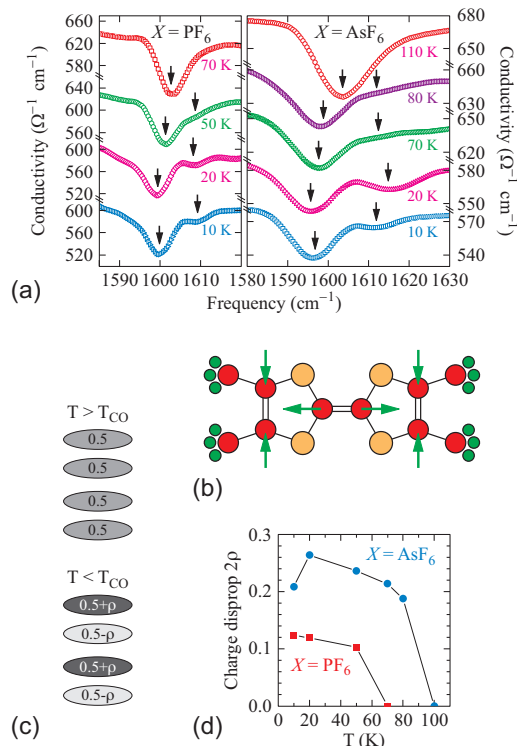 660
X = PF6
X = AsF6
680
620
650
580
70 K
110 K
660
640
80 K
630
600
50 K
560
70 K
650
600
20 K
620
560
580
520
20 K
550
600
10 K
10 K
570
560
520
540
Conductivity (Ω⁻¹ cm⁻¹)
Conductivity (Ω⁻¹ cm⁻¹)
1600 1620 1580 1590 1600 1610 1620 1630
(a)
Frequency (cm⁻¹)
(b)
T > TCO
0.5
0.5
0.5
0.5
T < TCO
0.5+ρ
0.5-ρ
0.5+ρ
0.5-ρ
(c)
0.3
X = AsF6
0.2
0.1
X = PF6
0.0
0 20 40 60 80 100
T (K)
Charge disprop 2ρ
(d)